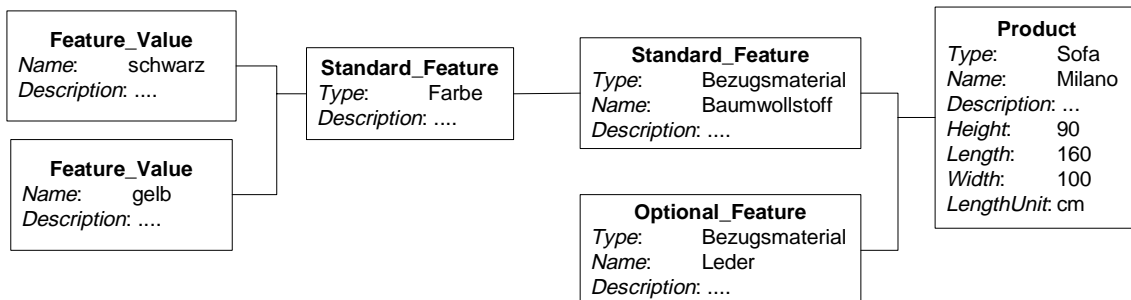 Feature_Value
Name: schwarz
Description: ....
Feature_Value
Name: gelb
Description: ....
Standard_Feature
Type: Farbe
Description: ....
Standard_Feature
Type: Bezugsmaterial
Name: Baumwollstoff
Description: ....
Optional_Feature
Type: Bezugsmaterial
Name: Leder
Description: ....
Product
Type: Sofa
Name: Milano
Description: ...
Height: 90
Length: 160
Width: 100
LengthUnit: cm